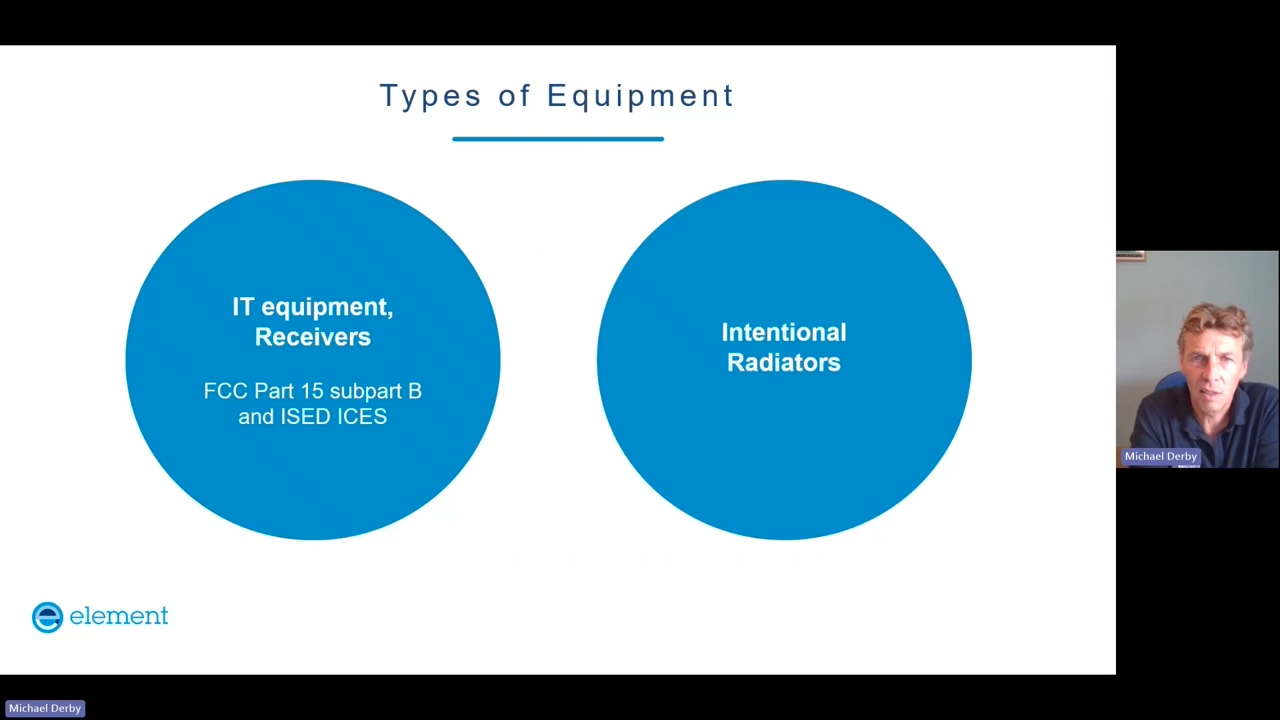 Types of Equipment
IT equipment,
Receivers
FCC Part 15 subpart B
and ISED ICES
Intentional
Radiators
element
Michael Derby
Michael Derby